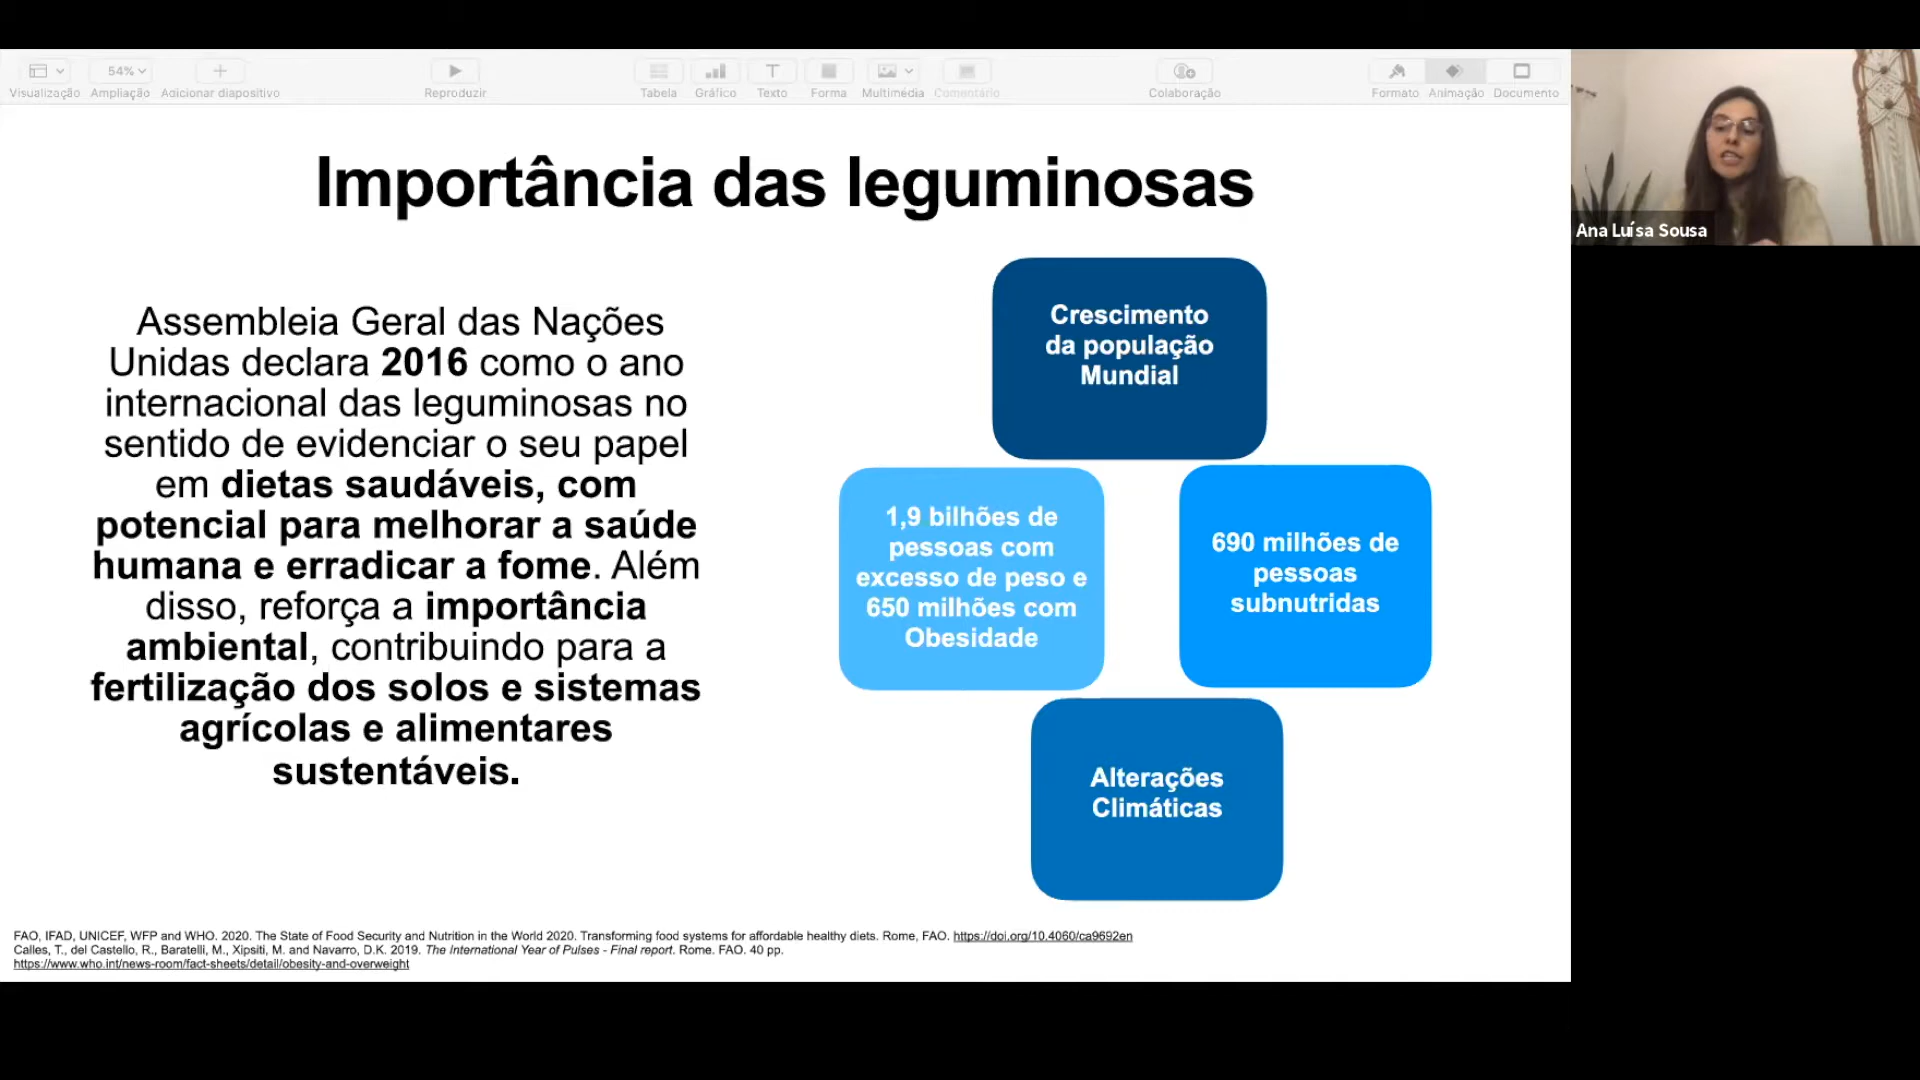 Visualização
54%
Ampliação
Adicionar diapositivo
Reproduzir
Tabela
Gráfico
Texto
Forma
Multimédia
Comentário
Colaboração
Formato
Animação
Documento
Ana Luísa Sousa
Importância das leguminosas
Assembleia Geral das Nações
Unidas declara 2016 como o ano
internacional das leguminosas no
sentido de evidenciar o seu papel
em dietas saudáveis, com
potencial para melhorar a saúde
humana e erradicar a fome. Além
disso, reforça a importância
ambiental, contribuindo para a
fertilização dos solos e sistemas
agrícolas e alimentares
sustentáveis.
Crescimento
da população
Mundial
1,9 bilhões de
pessoas com
excesso de peso e
650 milhões com
Obesidade
690 milhões de
pessoas
subnutridas
Alterações
Climáticas
FAO, IFAD, UNICEF, WFP and WHO. 2020. The State of Food Security and Nutrition in the World 2020. Transforming food systems for affordable healthy diets. Rome, FAO. https://doi.org/10.4060/ca9692en
Calles, T., del Castello, R., Baratelli, M., Xipsiti, M. and Navarro, D.K. 2019. The International Year of Pulses - Final report. Rome. FAO. 40 pp.
https://www.who.int/news-room/fact-sheets/detail/obesity-and-overweight